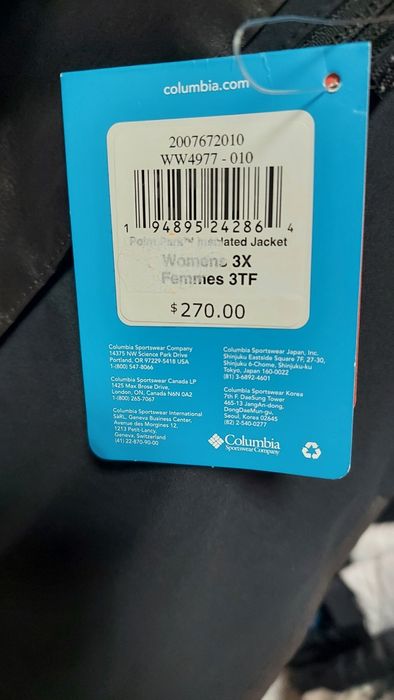 columbia.com
2007672010
WW4977 - 010
1 94895 24286 4
Point Park™ Insulated Jacket
Womens 3X
Femmes 3TF
$270.00
Columbia Sportswear Company
14375 NW Science Park Drive
Portland, OR 97229-5418 USA
1-(800) 547-8066
Columbia Sportswear Canada LP
1425 Max Brose Drive,
London, ON, Canada N6N 0A2
1-(800) 265-7067
Columbia Sportswear International
SàRL, Geneva Business Center,
Avenue des Morgines 12,
1213 Petit-Lancy,
Geneva, Switzerland
(41) 22-870-90-00
Columbia Sportswear Japan, Inc.
Shinjuku Eastside Square 7F, 27-30,
Shinjuku 6-Chome, Shinjuku-ku
Tokyo, Japan 160-0022
(81) 3-6892-4601
Columbia Sportswear Korea
7th F. DaeSung Tower
465-13 JangAn-dong,
DongDaeMun-gu,
Seoul, Korea 02645
(82) 2-540-0277
Columbia
Sportswear Company